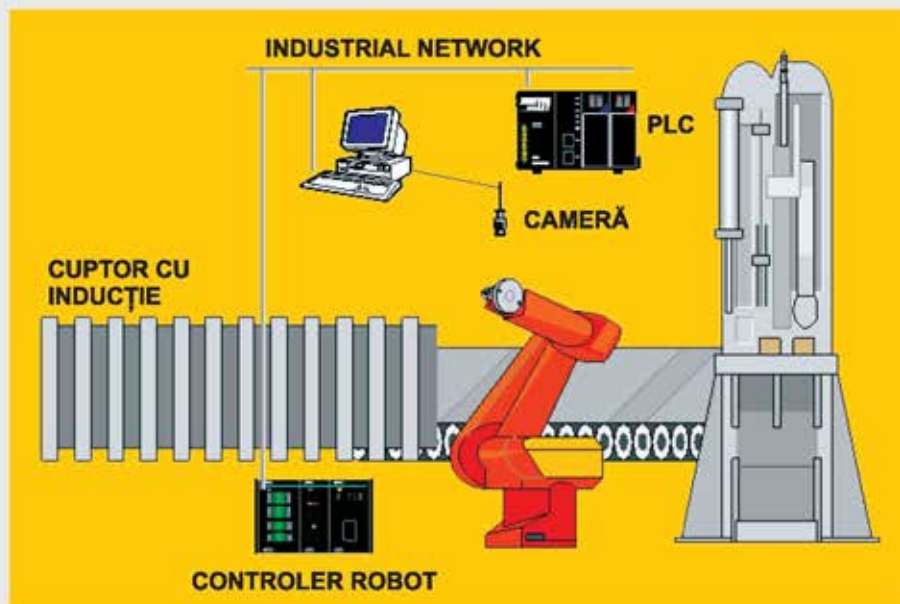 INDUSTRIAL NETWORK
PLC
CAMERĂ
CUPTOR CU
INDUCȚIE
CONTROLER ROBOT